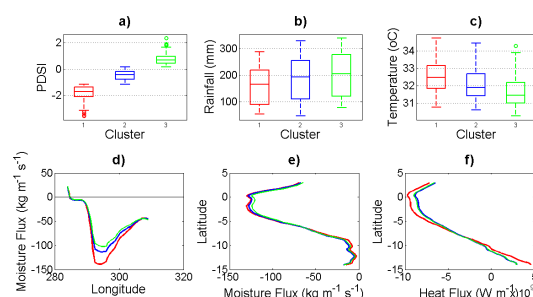 a) b) c)
PDSI
2
0
-2
1 2 3
Cluster
Rainfall (mm)
300
200
100
1 2 3
Cluster
Temperature (oC)
34
33
32
31
1 2 3
Cluster
d) e) f)
Moisture Flux (kg m⁻¹ s⁻¹)
50
0
-50
-100
-150
280 300 320
Longitude
Latitude
5
0
-5
-10
-15
-150 -100 -50 0
Moisture Flux (kg m⁻¹ s⁻¹)
Latitude
5
0
-5
-10
-15
-10 -5 0 5
Heat Flux (W m⁻¹)10